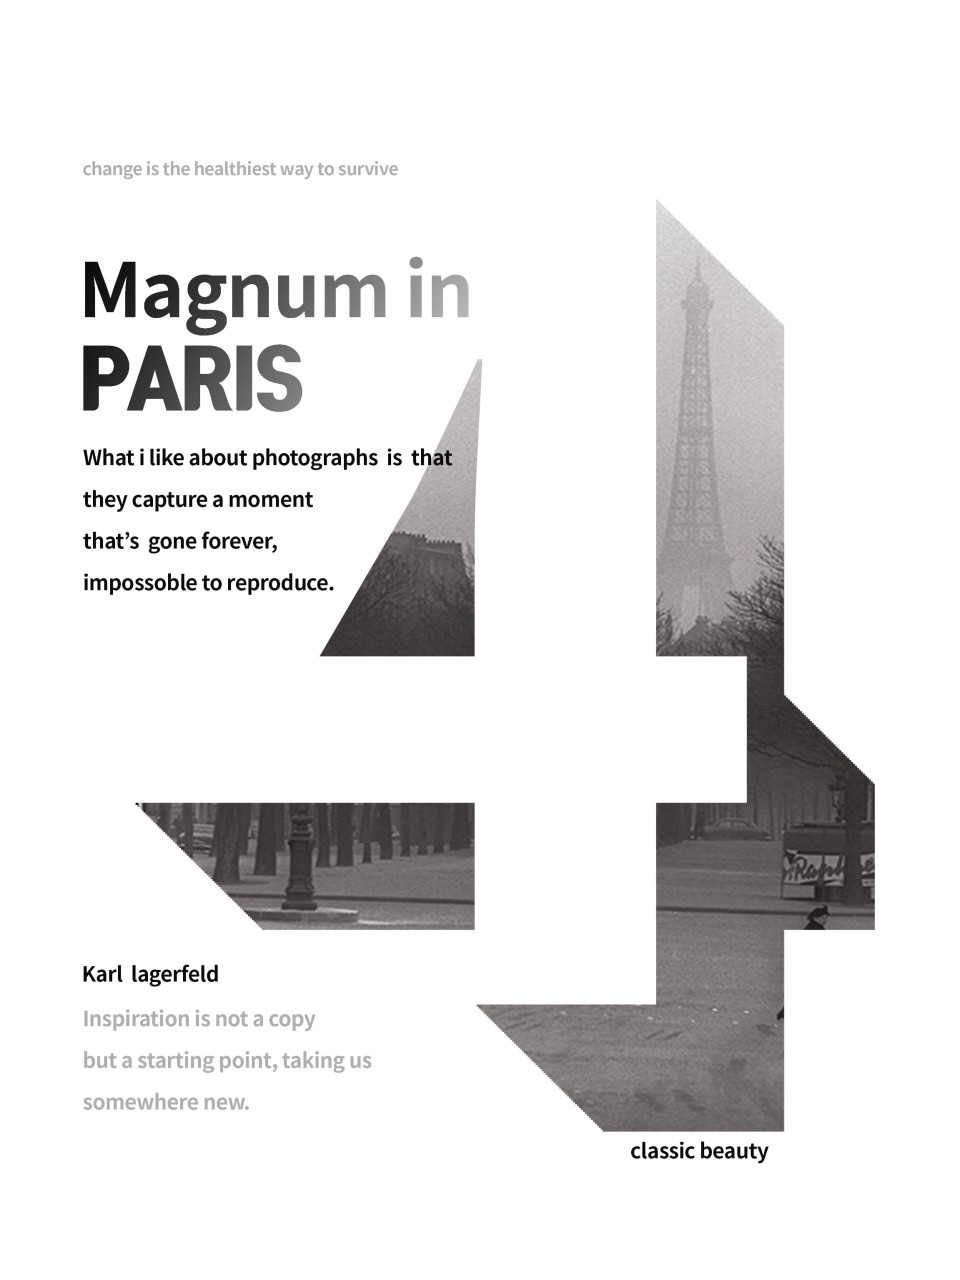 change is the healthiest way to survive
Magnum in
PARIS
What i like about photographs is that
they capture a moment
that’s gone forever,
impossoble to reproduce.
Karl lagerfeld
Inspiration is not a copy
but a starting point, taking us
somewhere new.
classic beauty